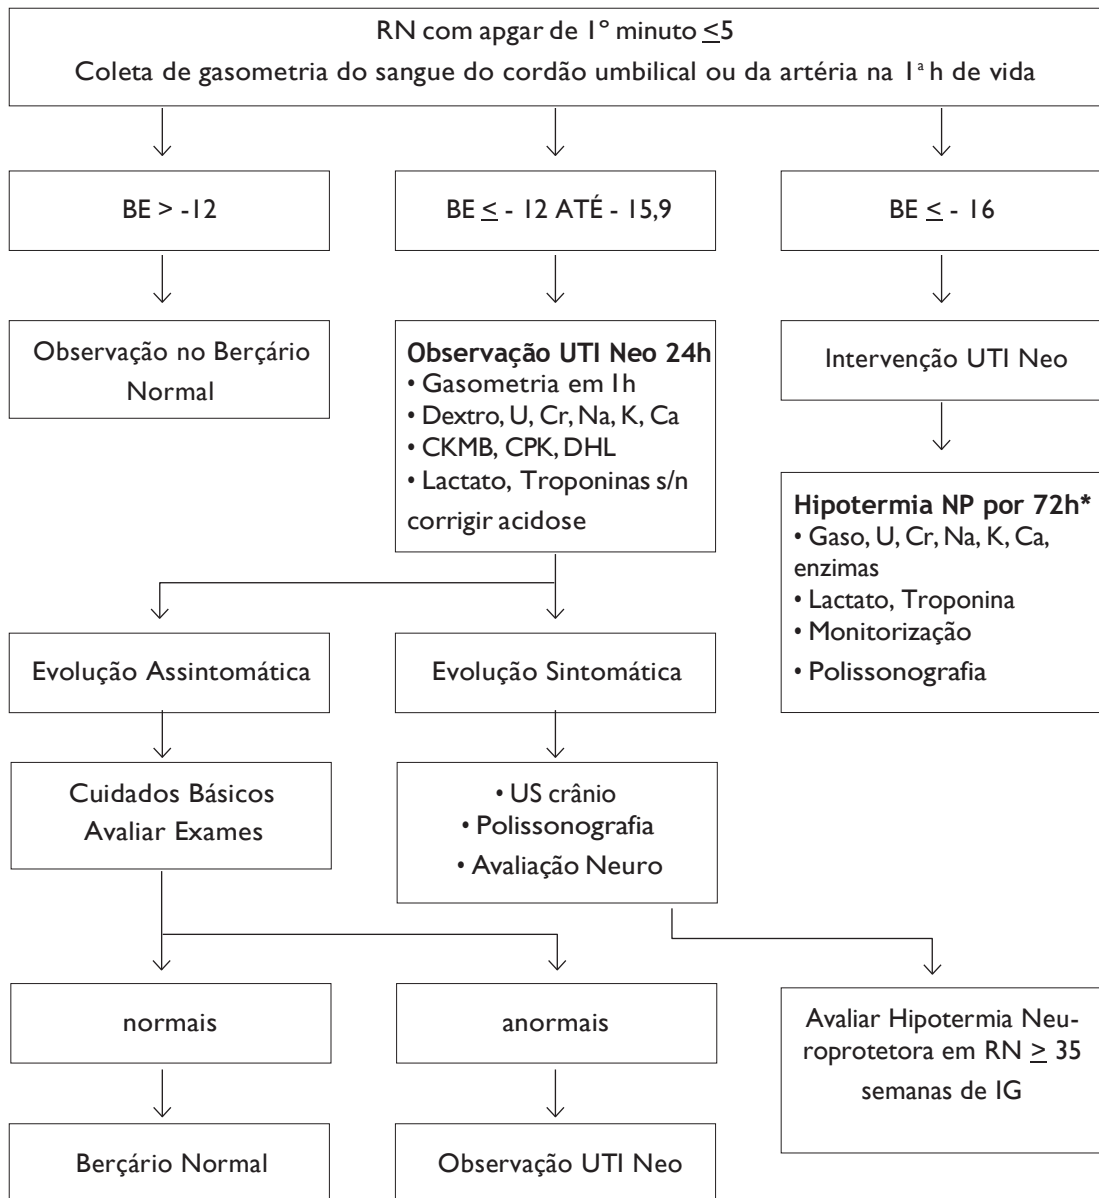 RN com apgar de 1º minuto ≤5
Coleta de gasometria do sangue do cordão umbilical ou da artéria na 1ª h de vida
BE > -12
BE ≤ - 12 ATÉ - 15,9
BE ≤ - 16
Observação no Berçário
Normal
Observação UTI Neo 24h
• Gasometria em 1h
• Dextro, U, Cr, Na, K, Ca
• CKMB, CPK, DHL
• Lactato, Troponinas s/n
corrigir acidose
Intervenção UTI Neo
Hipotermia NP por 72h*
• Gaso, U, Cr, Na, K, Ca,
enzimas
• Lactato, Troponina
• Monitorização
• Polissonografia
Evolução Assintomática
Evolução Sintomática
Cuidados Básicos
Avaliar Exames
• US crânio
• Polissonografia
• Avaliação Neuro
normais
anormais
Avaliar Hipotermia Neu-
roprotetora em RN ≥ 35
semanas de IG
Berçário Normal
Observação UTI Neo